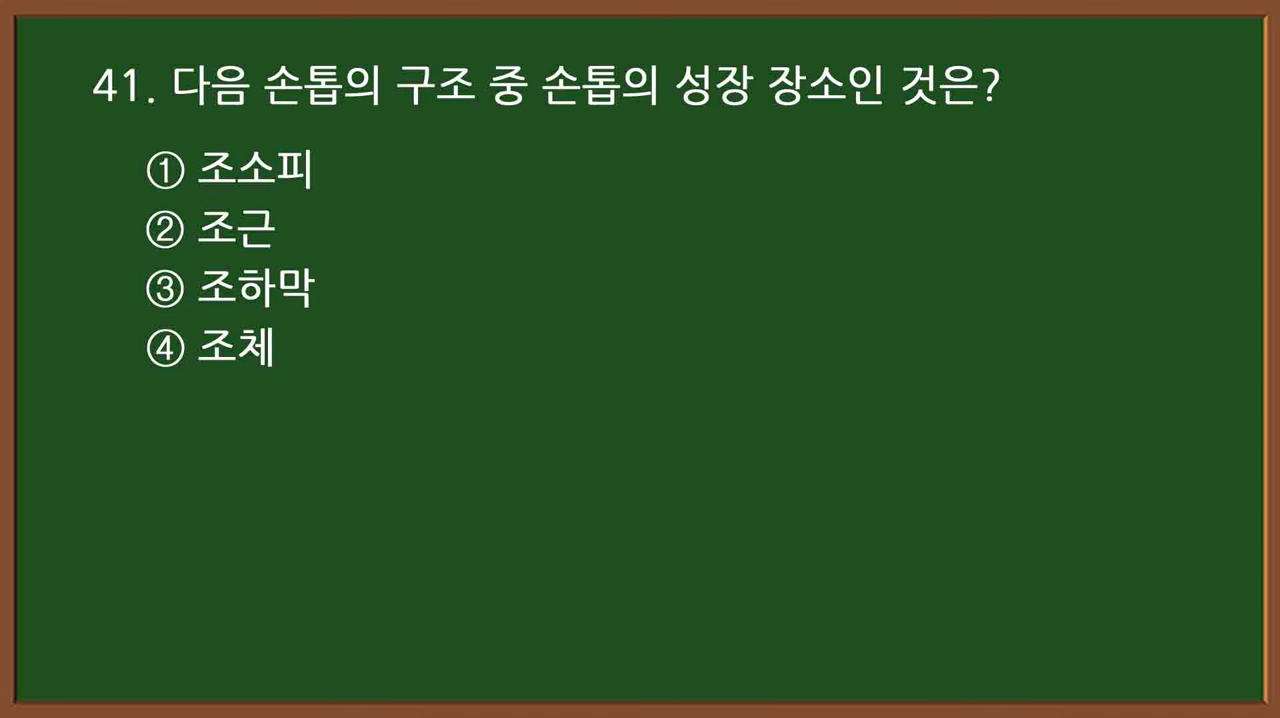 41. 다음 손톱의 구조 중 손톱의 성장 장소인 것은?
① 조소피
② 조근
③ 조하막
④ 조체